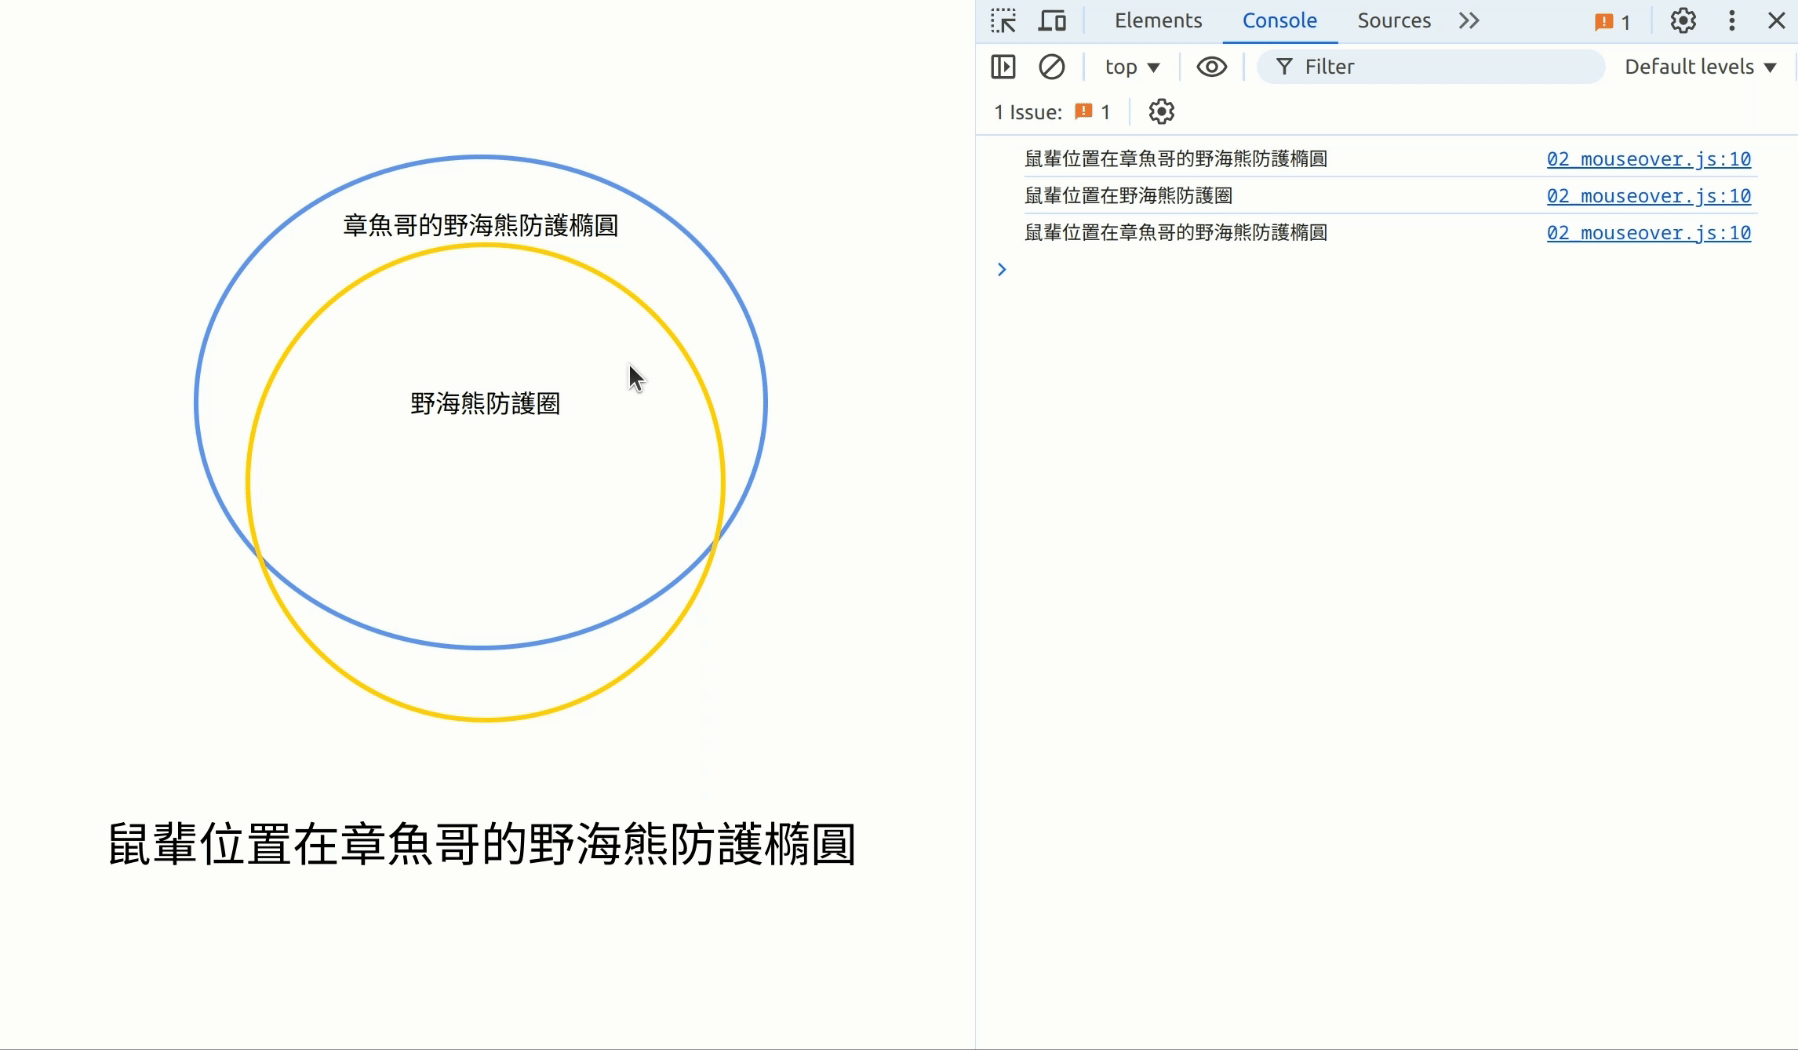 章魚哥的野海熊防護橢圓
野海熊防護圈
鼠輩位置在章魚哥的野海熊防護橢圓
Elements Console Sources 1
top Filter Default levels
1 Issue: 1
鼠輩位置在章魚哥的野海熊防護橢圓 02_mouseover.js:10
鼠輩位置在野海熊防護圈 02_mouseover.js:10
鼠輩位置在章魚哥的野海熊防護橢圓 02_mouseover.js:10